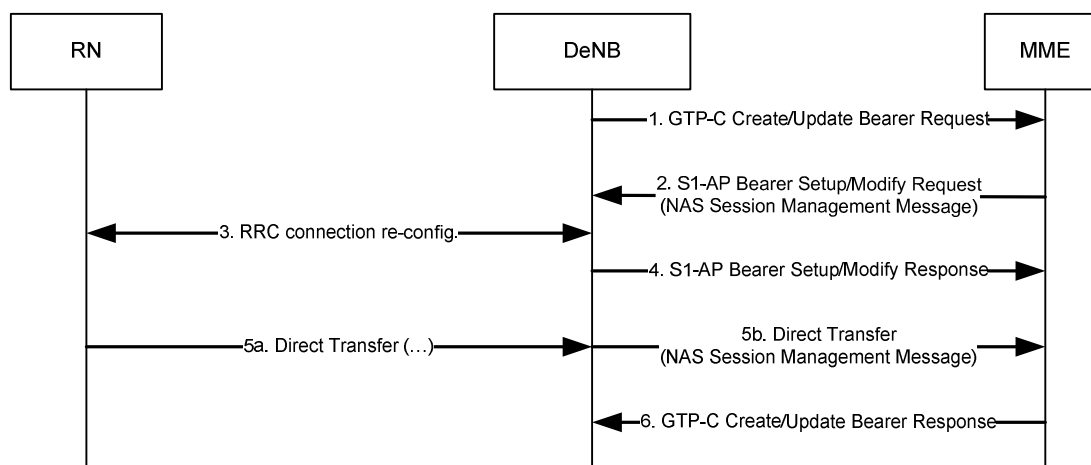 RN
DeNB
MME
1. GTP-C Create/Update Bearer Request
2. S1-AP Bearer Setup/Modify Request
(NAS Session Management Message)
3. RRC connection re-config.
4. S1-AP Bearer Setup/Modify Response
5a. Direct Transfer (…)
5b. Direct Transfer
(NAS Session Management Message)
6. GTP-C Create/Update Bearer Response